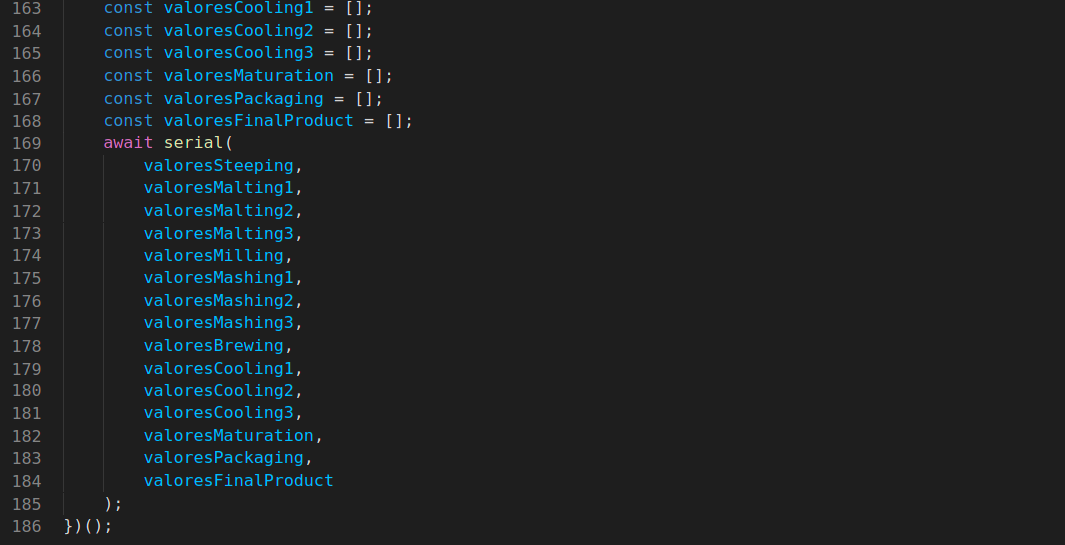 163 const valoresCooling1 = [];
164 const valoresCooling2 = [];
165 const valoresCooling3 = [];
166 const valoresMaturation = [];
167 const valoresPackaging = [];
168 const valoresFinalProduct = [];
169 await serial(
170 valoresSteeping,
171 valoresMalting1,
172 valoresMalting2,
173 valoresMalting3,
174 valoresMilling,
175 valoresMashing1,
176 valoresMashing2,
177 valoresMashing3,
178 valoresBrewing,
179 valoresCooling1,
180 valoresCooling2,
181 valoresCooling3,
182 valoresMaturation,
183 valoresPackaging,
184 valoresFinalProduct
185 );
186 })();